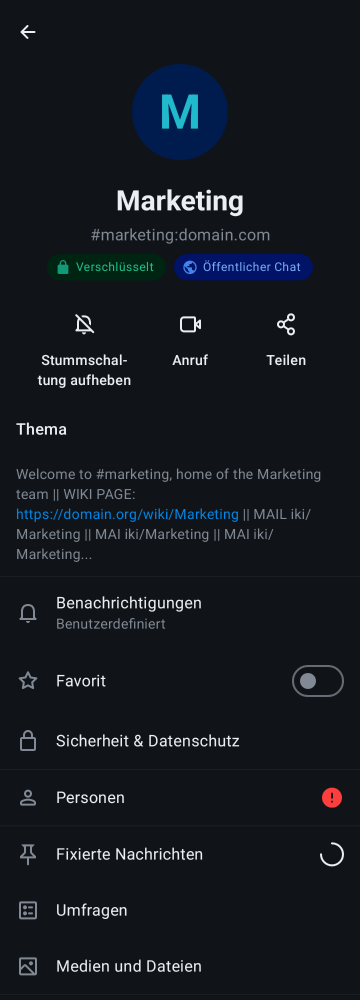 M
Marketing
#marketing:domain.com
Verschlüsselt
Öffentlicher Chat
Stummschal-
tung aufheben
Anruf
Teilen
Thema
Welcome to #marketing, home of the Marketing
team || WIKI PAGE:
https://domain.org/wiki/Marketing || MAIL iki/
Marketing || MAI iki/Marketing || MAI iki/
Marketing...
Benachrichtigungen
Benutzerdefiniert
Favorit
Sicherheit & Datenschutz
Personen
Fixierte Nachrichten
Umfragen
Medien und Dateien